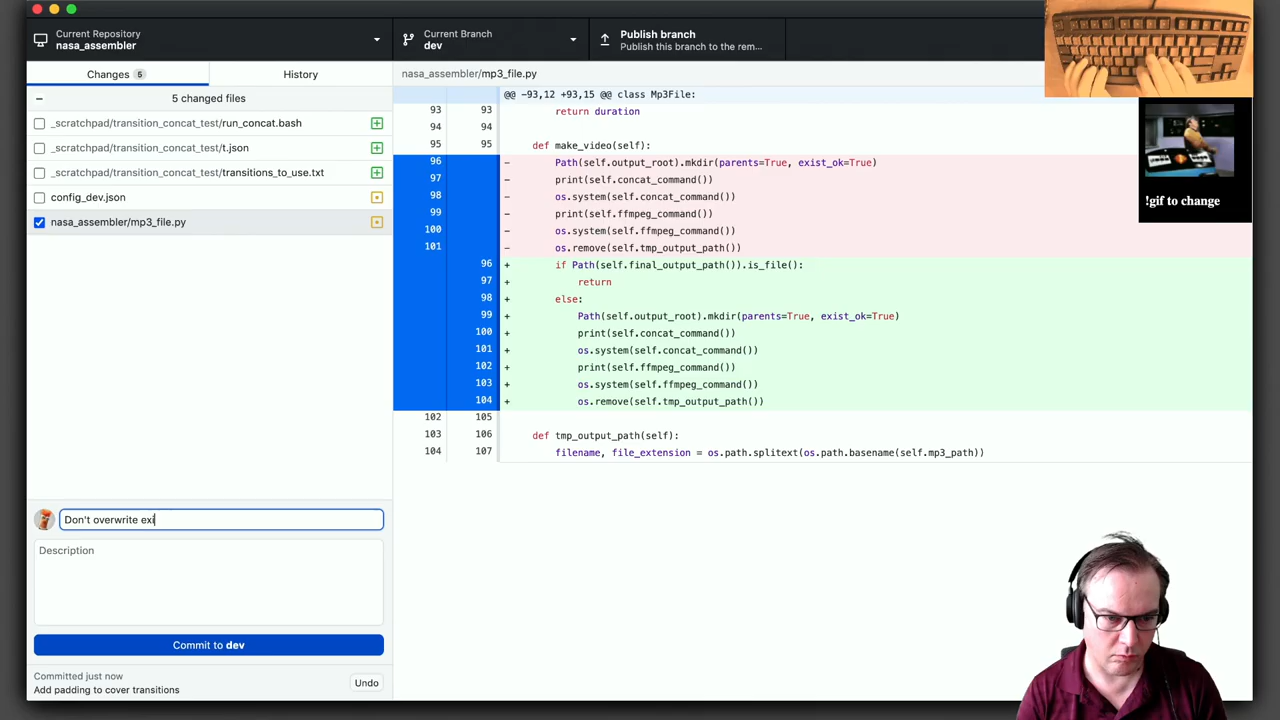 Current Repository
nasa_assembler
Current Branch
dev
Publish branch
Publish this branch to the rem...
Changes 6
History
nasa_assembler/mp3_file.py
5 changed files
@@ -93,12 +93,15 @@ class Mp3File:
_scratchpad/transition_concat_test/run_concat.bash
_scratchpad/transition_concat_test/t.json
_scratchpad/transition_concat_test/transitions_to_use.txt
config_dev.json
nasa_assembler/mp3_file.py
93 93 return duration
94 94
95 95 def make_video(self):
96 - Path(self.output_root).mkdir(parents=True, exist_ok=True)
97 - print(self.concat_command())
98 - os.system(self.concat_command())
99 - print(self.ffmpeg_command())
100 - os.system(self.ffmpeg_command())
101 - os.remove(self.tmp_output_path())
96 + if Path(self.final_output_path()).is_file():
97 + return
98 + else:
99 + Path(self.output_root).mkdir(parents=True, exist_ok=True)
100 + print(self.concat_command())
101 + os.system(self.concat_command())
102 + print(self.ffmpeg_command())
103 + os.system(self.ffmpeg_command())
104 + os.remove(self.tmp_output_path())
102 105
103 106 def tmp_output_path(self):
104 107 filename, file_extension = os.path.splitext(os.path.basename(self.mp3_path))
!gif to change
Don't overwrite exi
Description
Commit to dev
Committed just now
Add padding to cover transitions
Undo